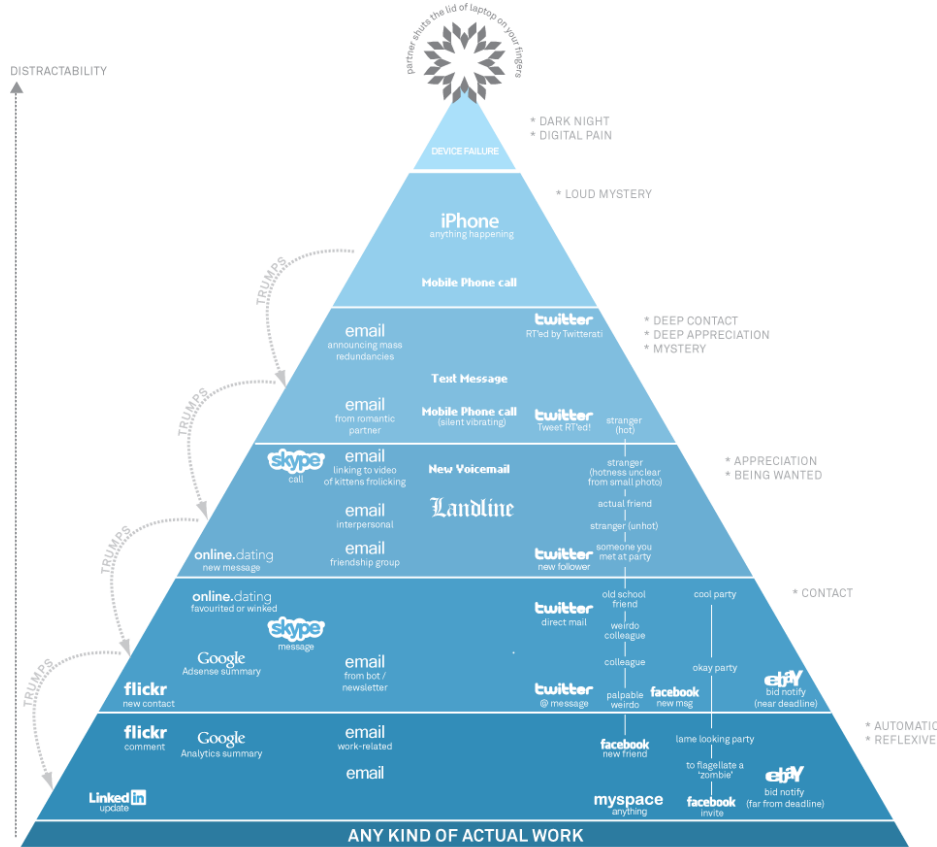 partner shuts the lid of laptop on your fingers
DISTRACTABILITY
* DARK NIGHT
* DIGITAL PAIN
DEVICE FAILURE
* LOUD MYSTERY
iPhone
anything happening
Mobile Phone call
TRUMPS
email
announcing mass
redundancies
twitter
RT'ed by Twitterati
* DEEP CONTACT
* DEEP APPRECIATION
* MYSTERY
Text Message
email
from romantic
partner
Mobile Phone call
(silent vibrating)
twitter
Tweet RT'ed!
stranger
(hot)
TRUMPS
skype
call
email
linking to video
of kittens frolicking
New Voicemail
stranger
(hotness unclear
from small photo)
* APPRECIATION
* BEING WANTED
email
interpersonal
Landline
actual friend
stranger (unhot)
online.dating
new message
email
friendship group
twitter
new follower
someone you
met at party
TRUMPS
online.dating
favourited or winked
skype
message
twitter
direct mail
old school
friend
cool party
* CONTACT
weirdo
colleague
Google
Adsense summary
email
from bot /
newsletter
colleague
okay party
flickr
new contact
twitter
@ message
palpable
weirdo
facebook
new msg
ebay
bid notify
(near deadline)
TRUMPS
flickr
comment
Google
Analytics summary
email
work-related
facebook
new friend
lame looking party
* AUTOMATIC
* REFLEXIVE
email
to flagellate a
'zombie'
ebay
bid notify
(far from deadline)
Linked in
update
myspace
anything
facebook
invite
ANY KIND OF ACTUAL WORK